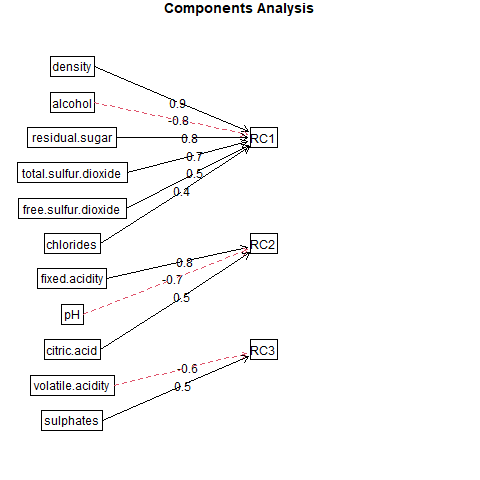 Components Analysis
density
alcohol
residual.sugar
total.sulfur.dioxide
free.sulfur.dioxide
chlorides
fixed.acidity
pH
citric.acid
volatile.acidity
sulphates
0.9
-0.8
0.8
0.7
0.5
0.4
0.8
-0.7
0.5
-0.6
0.5
RC1
RC2
RC3